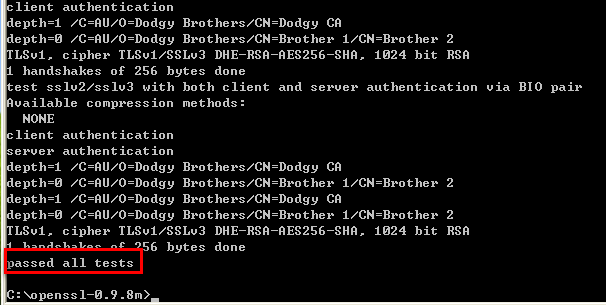 client authentication
depth=1 /C=AU/O=Dodgy Brothers/CN=Dodgy CA
depth=0 /C=AU/O=Dodgy Brothers/CN=Brother 1/CN=Brother 2
TLSv1, cipher TLSv1/SSLv3 DHE-RSA-AES256-SHA, 1024 bit RSA
1 handshakes of 256 bytes done
test sslv2/sslv3 with both client and server authentication via BIO pair
Available compression methods:
  NONE
client authentication
server authentication
depth=1 /C=AU/O=Dodgy Brothers/CN=Dodgy CA
depth=0 /C=AU/O=Dodgy Brothers/CN=Brother 1/CN=Brother 2
depth=1 /C=AU/O=Dodgy Brothers/CN=Dodgy CA
depth=0 /C=AU/O=Dodgy Brothers/CN=Brother 1/CN=Brother 2
TLSv1, cipher TLSv1/SSLv3 DHE-RSA-AES256-SHA, 1024 bit RSA
1 handshakes of 256 bytes done
passed all tests
C:\openssl-0.9.8m>_